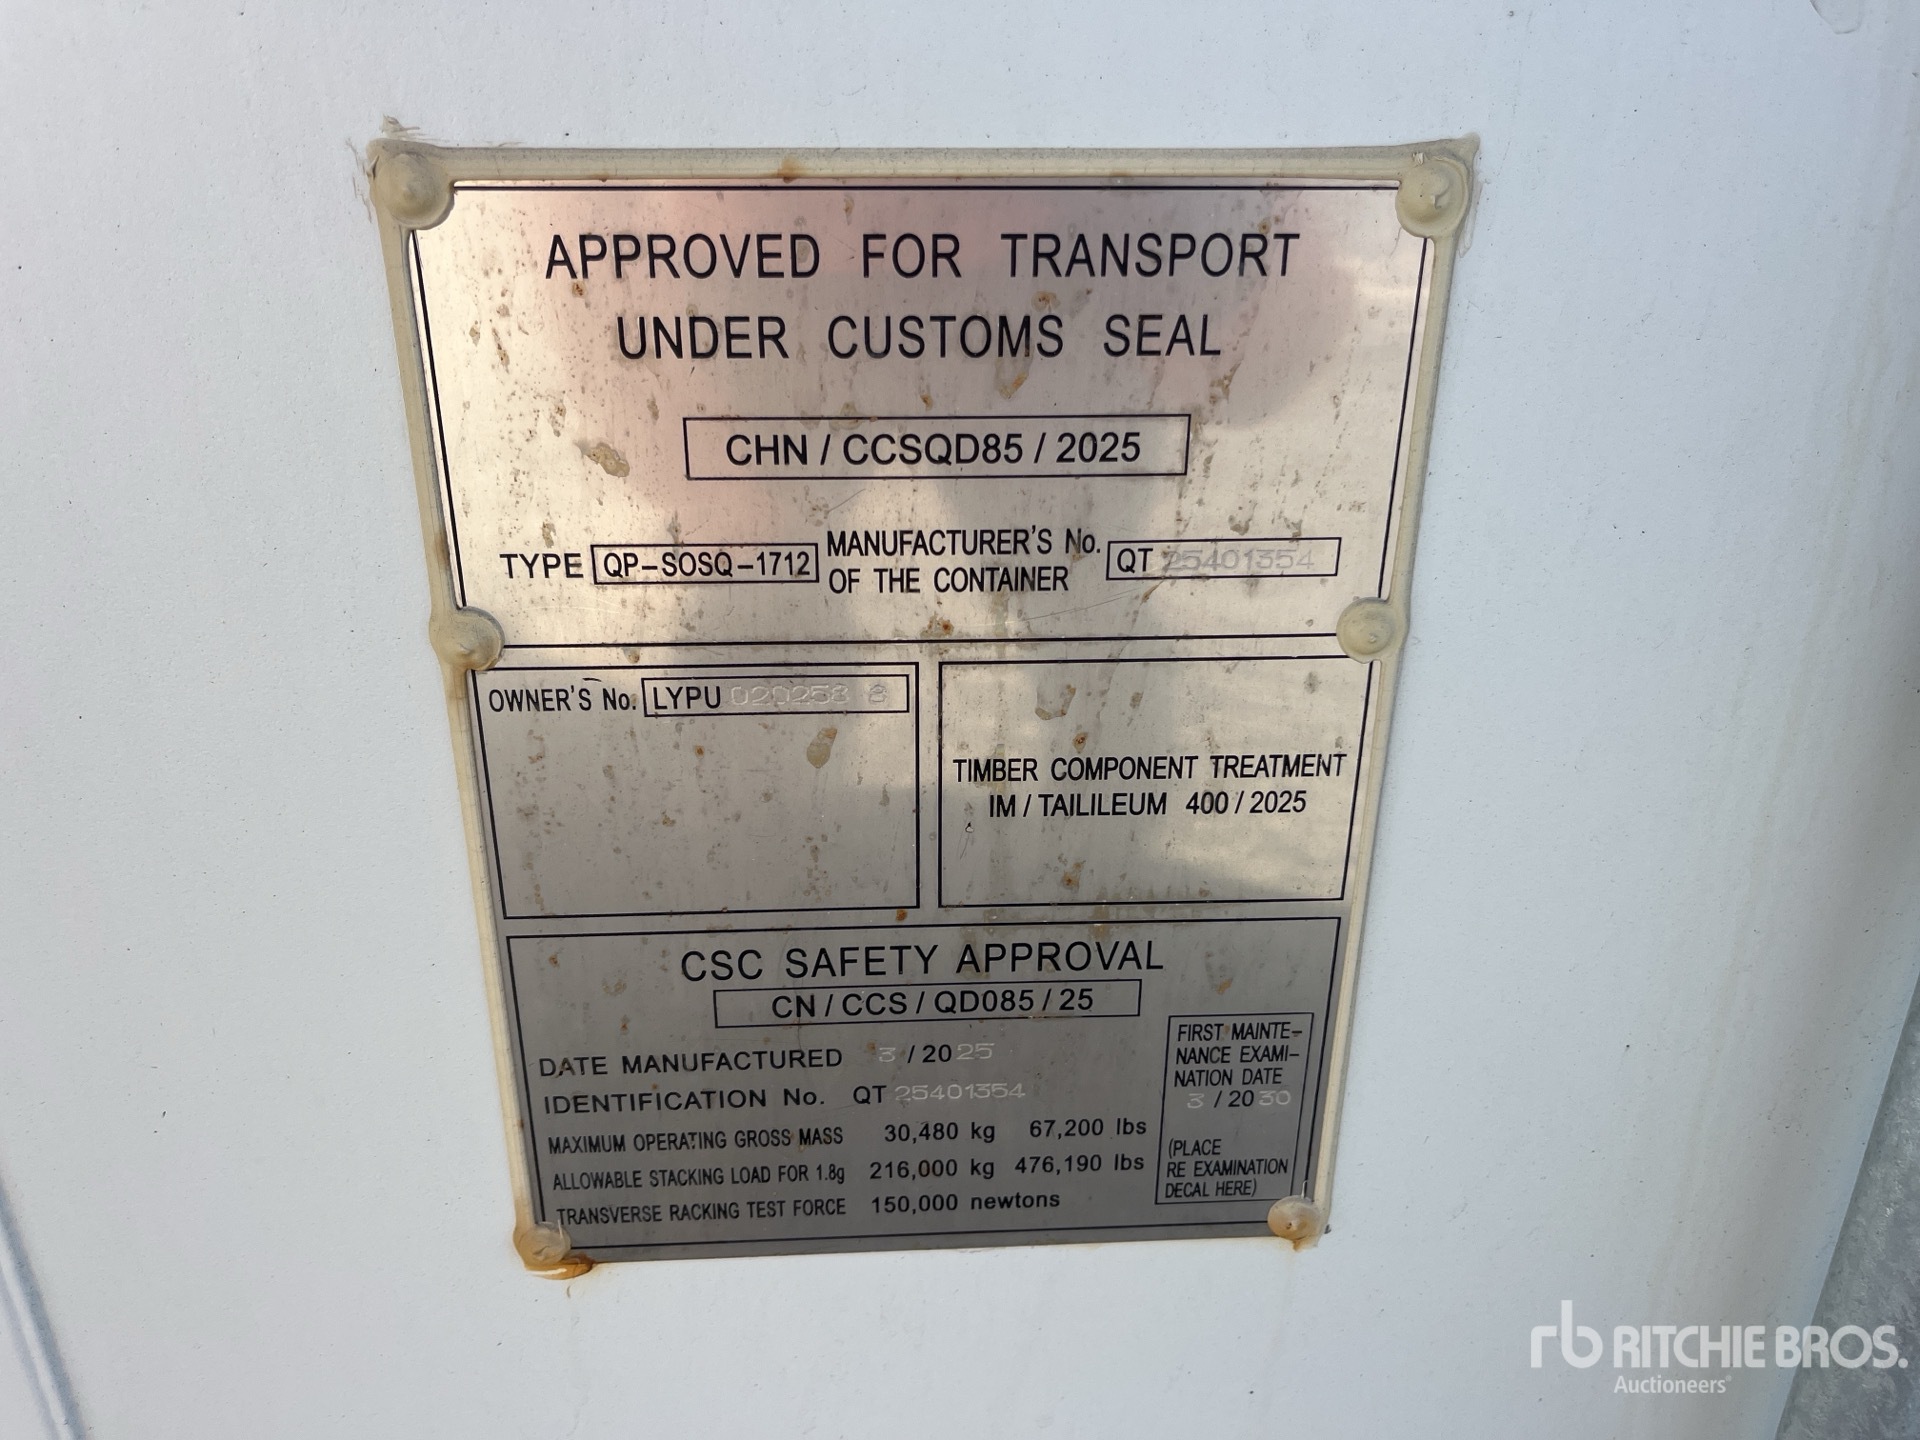 APPROVED FOR TRANSPORT
UNDER CUSTOMS SEAL
CHN / CCSQD85 / 2025
TYPE QP-SOSQ-1712 MANUFACTURER'S No. OF THE CONTAINER QT 25401354
OWNER'S No. LYPU 020258 8
TIMBER COMPONENT TREATMENT
IM / TAILILEUM 400 / 2025
CSC SAFETY APPROVAL
CN / CCS / QD085 / 25
DATE MANUFACTURED 3 / 2025
IDENTIFICATION No. QT 25401354
MAXIMUM OPERATING GROSS MASS 30,480 kg 67,200 lbs
ALLOWABLE STACKING LOAD FOR 1.8g 216,000 kg 476,190 lbs
TRANSVERSE RACKING TEST FORCE 150,000 newtons
FIRST MAINTE-
NANCE EXAMI-
NATION DATE
3 / 2030
(PLACE
RE EXAMINATION
DECAL HERE)
rb RITCHIE BROS.
Auctioneers